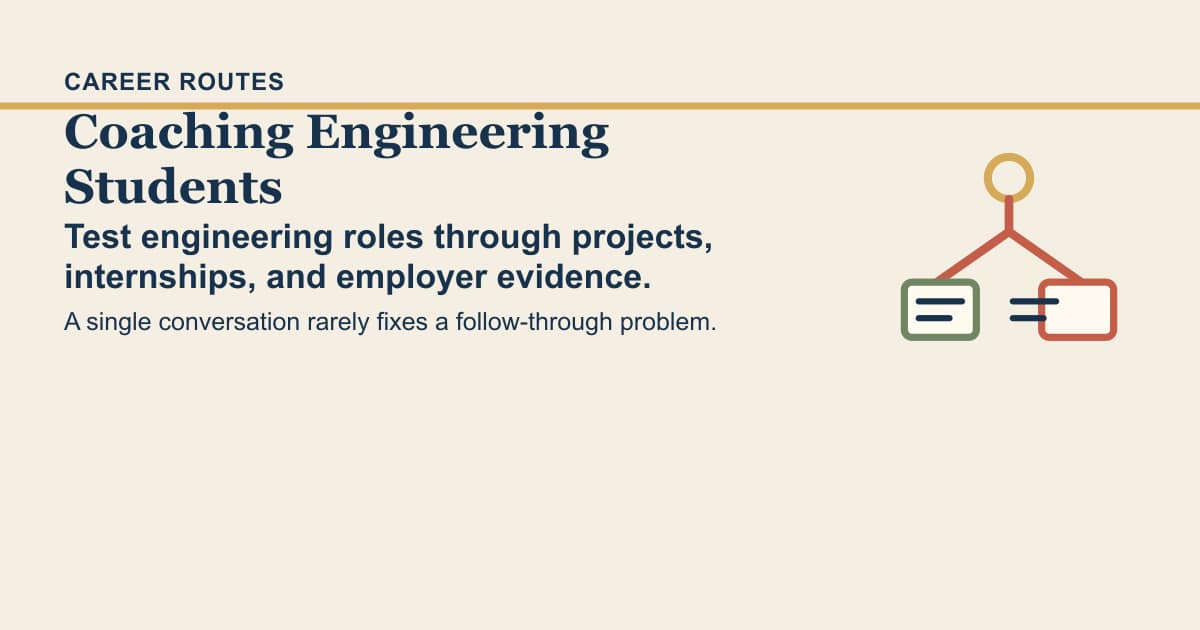 CAREER ROUTES
Coaching Engineering
Students
Test engineering roles through projects,
internships, and employer evidence.
A single conversation rarely fixes a follow-through problem.